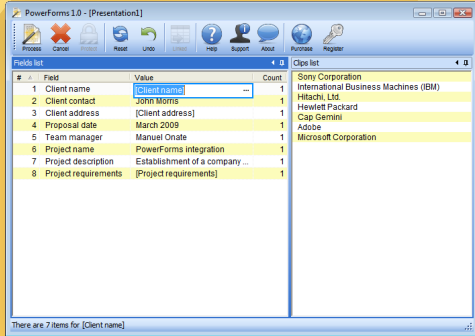 PowerForms 1.0 - [Presentation1]
Process Cancel Protect Reset Undo Help Support About Purchase Register
Fields list
# Field Value Count
1 Client name [Client name] ... 1
2 Client contact John Morris 1
3 Client address [Client address] 1
4 Proposal date March 2009 1
5 Team manager Manuel Onate 1
6 Project name PowerForms integration 1
7 Project description Establishment of a company ... 1
8 Project requirements [Project requirements] 1
Clips list
Sony Corporation
International Business Machines (IBM)
Hitachi, Ltd.
Hewlett Packard
Cap Gemini
Adobe
Microsoft Corporation
There are 7 items for [Client name]